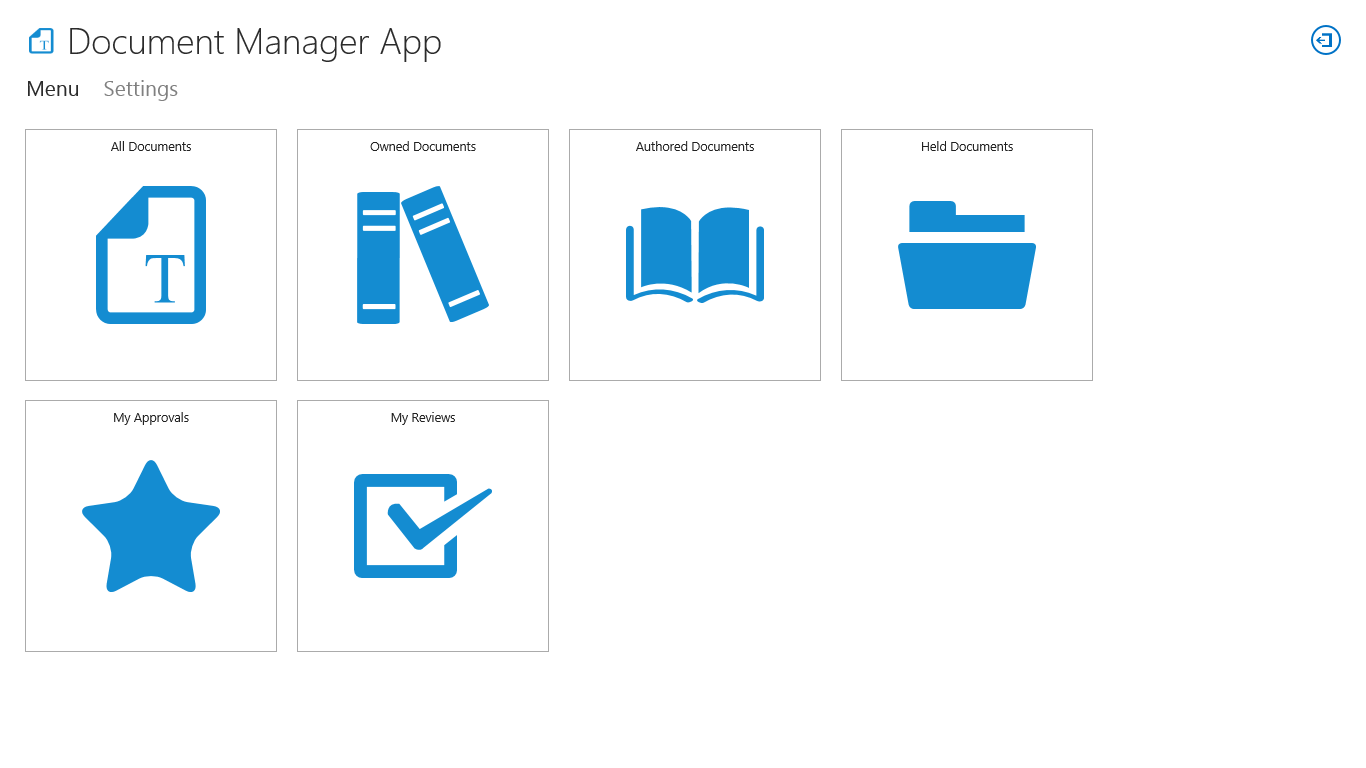 Document Manager App
Menu Settings
All Documents
Owned Documents
Authored Documents
Held Documents
T
My Approvals
My Reviews